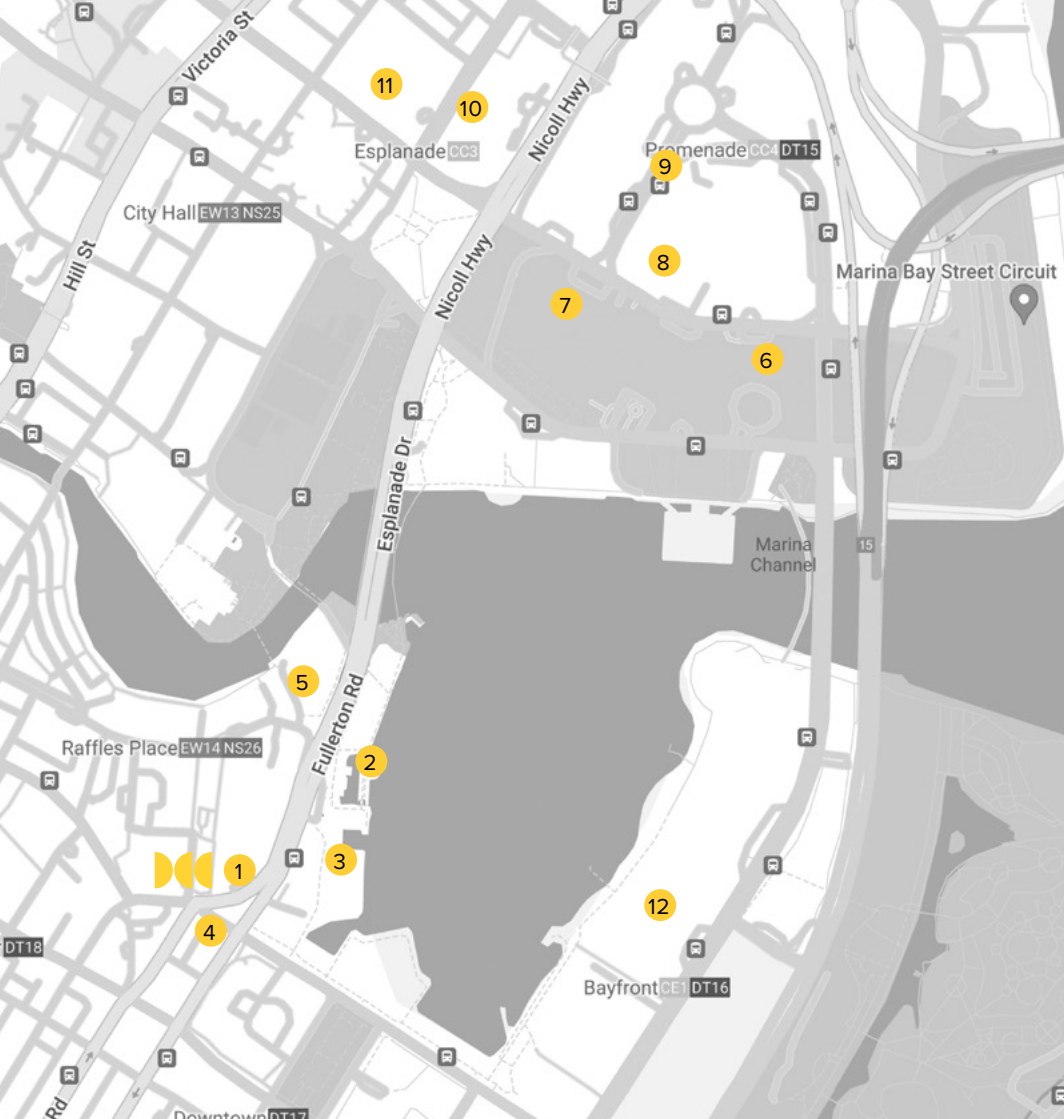 Victoria St
11
10
Nicoll Hwy
Esplanade CC3
Promenade CC4 DT15
9
City Hall EW13 NS25
Hill St
Nicoll Hwy
8
Marina Bay Street Circuit
7
6
Esplanade Dr
Marina
Channel
15
5
Fullerton Rd
Raffles Place EW14 NS26
2
3
1
12
4
DT18
Bayfront CE1 DT16
Rd
Downtown DT17